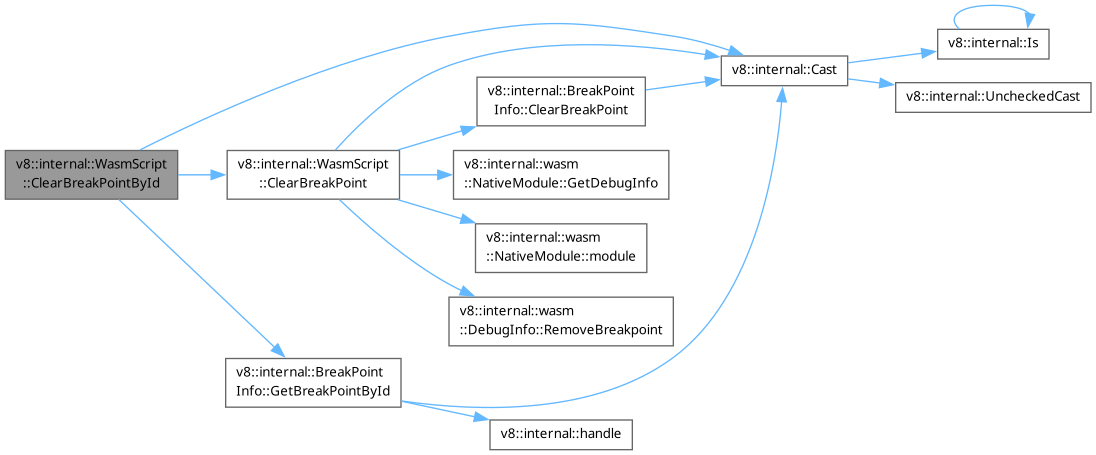 v8::internal::WasmScript
::ClearBreakPointById
v8::internal::WasmScript
::ClearBreakPoint
v8::internal::BreakPoint
Info::GetBreakPointById
v8::internal::BreakPoint
Info::ClearBreakPoint
v8::internal::wasm
::NativeModule::GetDebugInfo
v8::internal::wasm
::NativeModule::module
v8::internal::wasm
::DebugInfo::RemoveBreakpoint
v8::internal::handle
v8::internal::Cast
v8::internal::Is
v8::internal::UncheckedCast